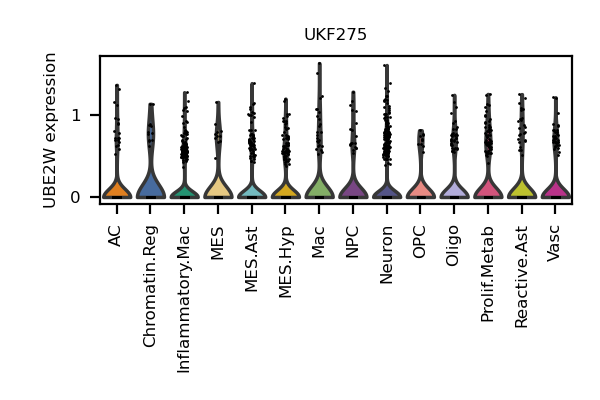 UKF275
UBE2W expression
1
0
AC
Chromatin.Reg
Inflammatory.Mac
MES
MES.Ast
MES.Hyp
Mac
NPC
Neuron
OPC
Oligo
Prolif.Metab
Reactive.Ast
Vasc